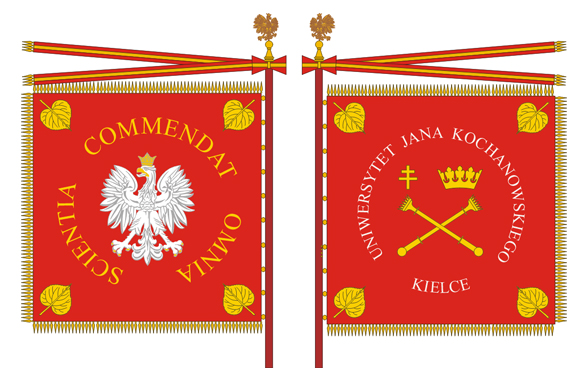 SCIENTIA
COMMENDAT
OMNIA
UNIWERSYTET JANA KOCHANOWSKIEGO
KIELCE